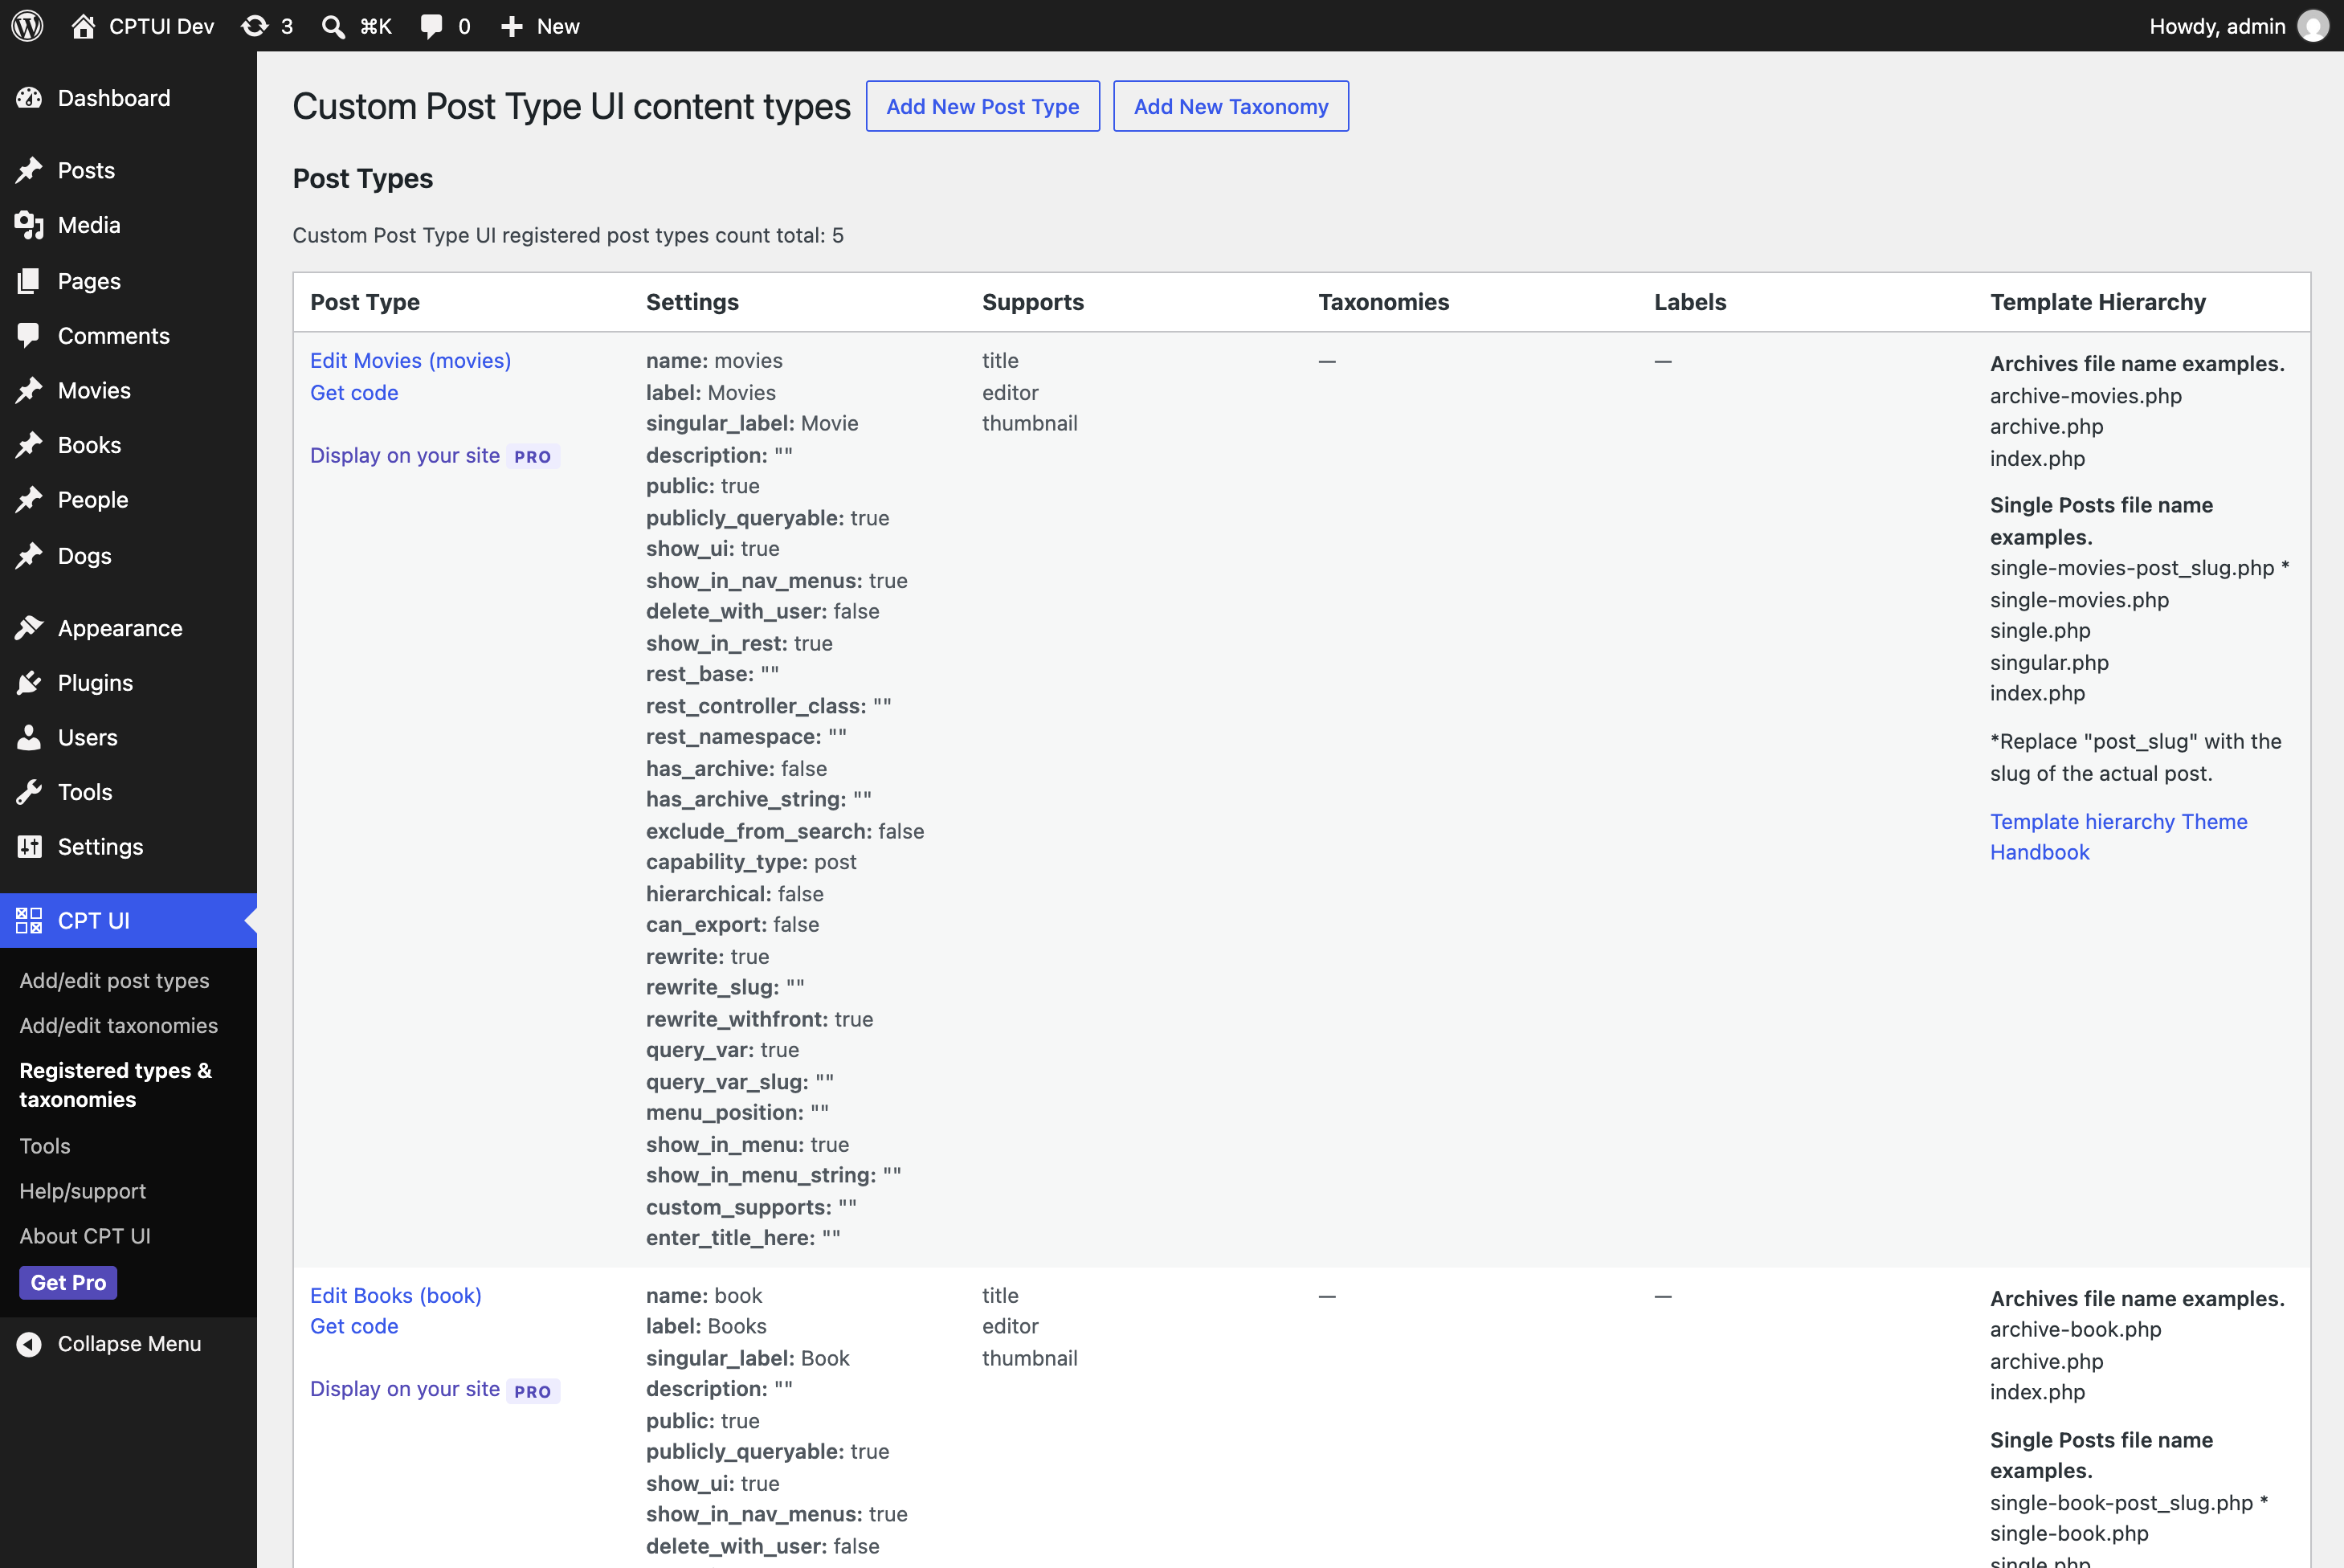 CPTUI Dev 3 ⌘K 0 New Howdy, admin
Dashboard
Posts
Media
Pages
Comments
Movies
Books
People
Dogs
Appearance
Plugins
Users
Tools
Settings
CPT UI
Add/edit post types
Add/edit taxonomies
Registered types &
taxonomies
Tools
Help/support
About CPT UI
Get Pro
Collapse Menu
Custom Post Type UI content types Add New Post Type Add New Taxonomy
Post Types
Custom Post Type UI registered post types count total: 5
Post Type Settings Supports Taxonomies Labels Template Hierarchy
Edit Movies (movies)
Get code
Display on your site PRO
name: movies
label: Movies
singular_label: Movie
description: ""
public: true
publicly_queryable: true
show_ui: true
show_in_nav_menus: true
delete_with_user: false
show_in_rest: true
rest_base: ""
rest_controller_class: ""
rest_namespace: ""
has_archive: false
has_archive_string: ""
exclude_from_search: false
capability_type: post
hierarchical: false
can_export: false
rewrite: true
rewrite_slug: ""
rewrite_withfront: true
query_var: true
query_var_slug: ""
menu_position: ""
show_in_menu: true
show_in_menu_string: ""
custom_supports: ""
enter_title_here: ""
title
editor
thumbnail
—
—
Archives file name examples.
archive-movies.php
archive.php
index.php
Single Posts file name
examples.
single-movies-post_slug.php *
single-movies.php
single.php
singular.php
index.php
*Replace "post_slug" with the
slug of the actual post.
Template hierarchy Theme
Handbook
Edit Books (book)
Get code
Display on your site PRO
name: book
label: Books
singular_label: Book
description: ""
public: true
publicly_queryable: true
show_ui: true
show_in_nav_menus: true
delete_with_user: false
title
editor
thumbnail
—
—
Archives file name examples.
archive-book.php
archive.php
index.php
Single Posts file name
examples.
single-book-post_slug.php *
single-book.php
single.php